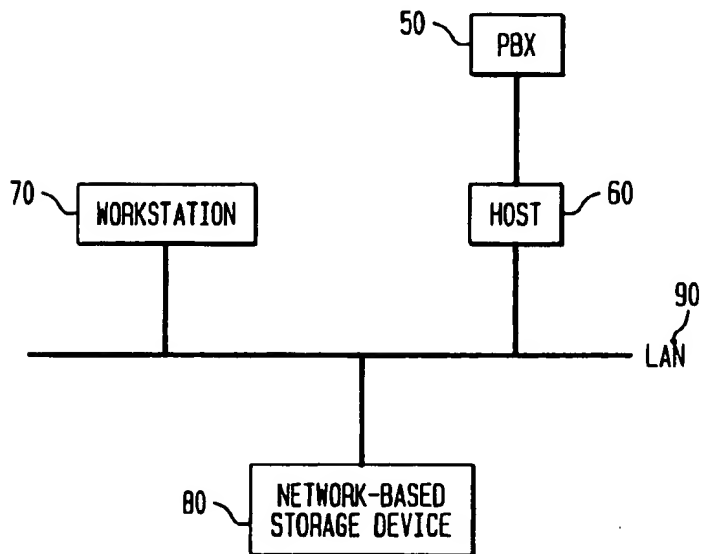 50
PBX
70
WORKSTATION
HOST
60
90
LAN
80
NETWORK-BASED
STORAGE DEVICE